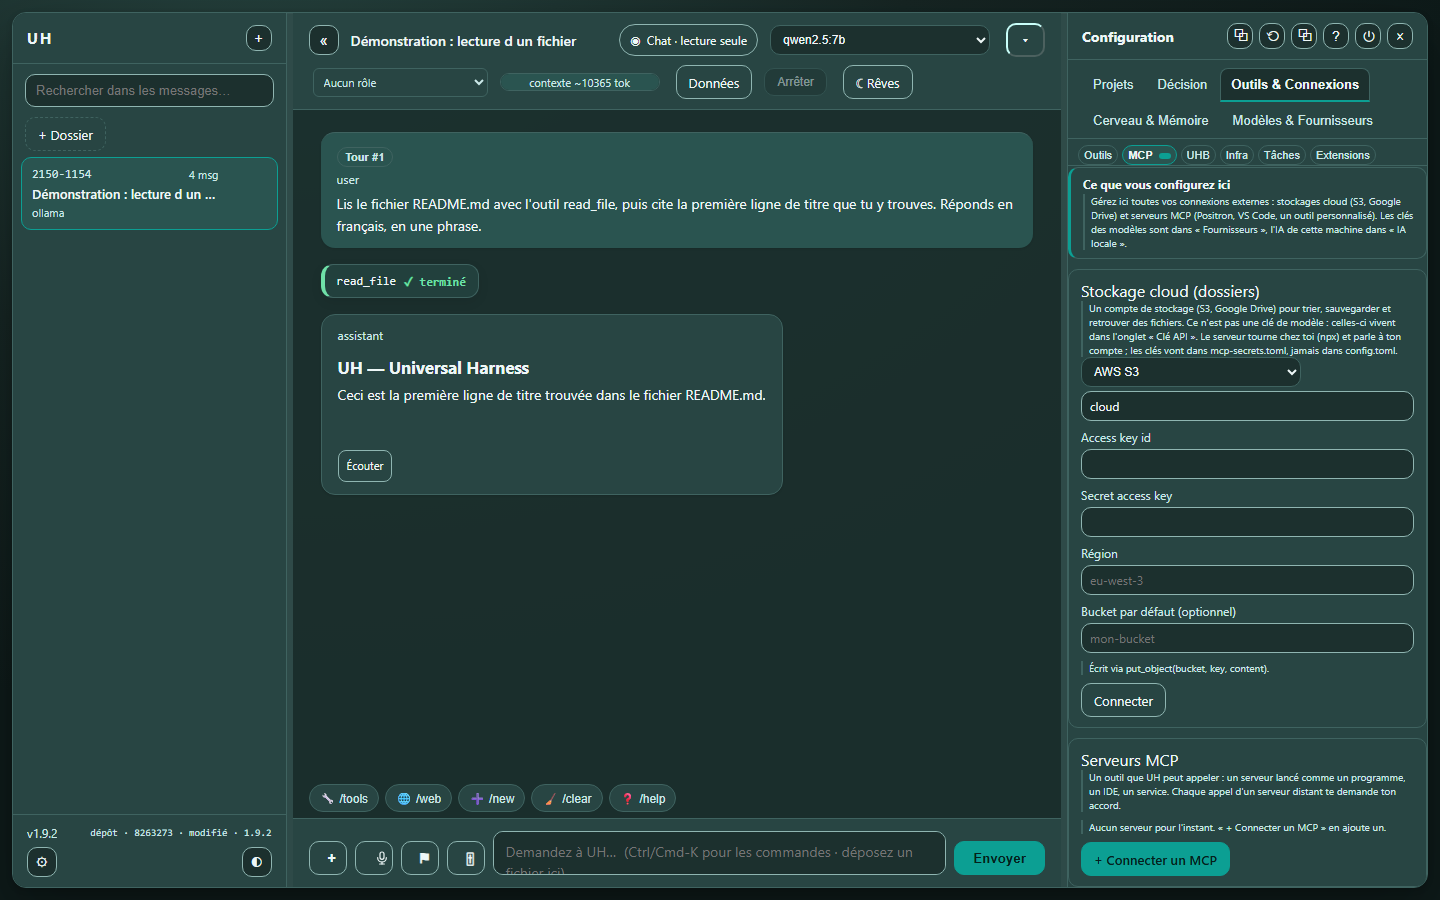 UH
+
Rechercher dans les messages…
+ Dossier
2150-1154
4 msg
Démonstration : lecture d un ...
ollama
v1.9.2
dépôt · 8263273 · modifié · 1.9.2
«
Démonstration : lecture d un fichier
Chat · lecture seule
qwen2.5:7b
Aucun rôle
contexte ~10365 tok
Données
Arrêter
Rêves
Tour #1
user
Lis le fichier README.md avec l'outil read_file, puis cite la première ligne de titre que tu y trouves. Réponds en
français, en une phrase.
read_file ✓ terminé
assistant
UH — Universal Harness
Ceci est la première ligne de titre trouvée dans le fichier README.md.
Écouter
/tools
/web
/new
/clear
/help
+
Demandez à UH… (Ctrl/Cmd-K pour les commandes · déposez un
fichier ici)
Envoyer
Configuration
?
x
Projets
Décision
Outils & Connexions
Cerveau & Mémoire
Modèles & Fournisseurs
Outils
MCP
UHB
Infra
Tâches
Extensions
Ce que vous configurez ici
Gérez ici toutes vos connexions externes : stockages cloud (S3, Google
Drive) et serveurs MCP (Positron, VS Code, un outil personnalisé). Les clés
des modèles sont dans « Fournisseurs », l'IA de cette machine dans « IA
locale ».
Stockage cloud (dossiers)
Un compte de stockage (S3, Google Drive) pour trier, sauvegarder et
retrouver des fichiers. Ce n'est pas une clé de modèle : celles-ci vivent
dans l'onglet « Clé API ». Le serveur tourne chez toi (npx) et parle à ton
compte ; les clés vont dans mcp-secrets.toml, jamais dans config.toml.
AWS S3
cloud
Access key id
Secret access key
Région
eu-west-3
Bucket par défaut (optionnel)
mon-bucket
Écrit via put_object(bucket, key, content).
Connecter
Serveurs MCP
Un outil que UH peut appeler : un serveur lancé comme un programme,
un IDE, un service. Chaque appel d'un serveur distant te demande ton
accord.
Aucun serveur pour l'instant. « + Connecter un MCP » en ajoute un.
+ Connecter un MCP